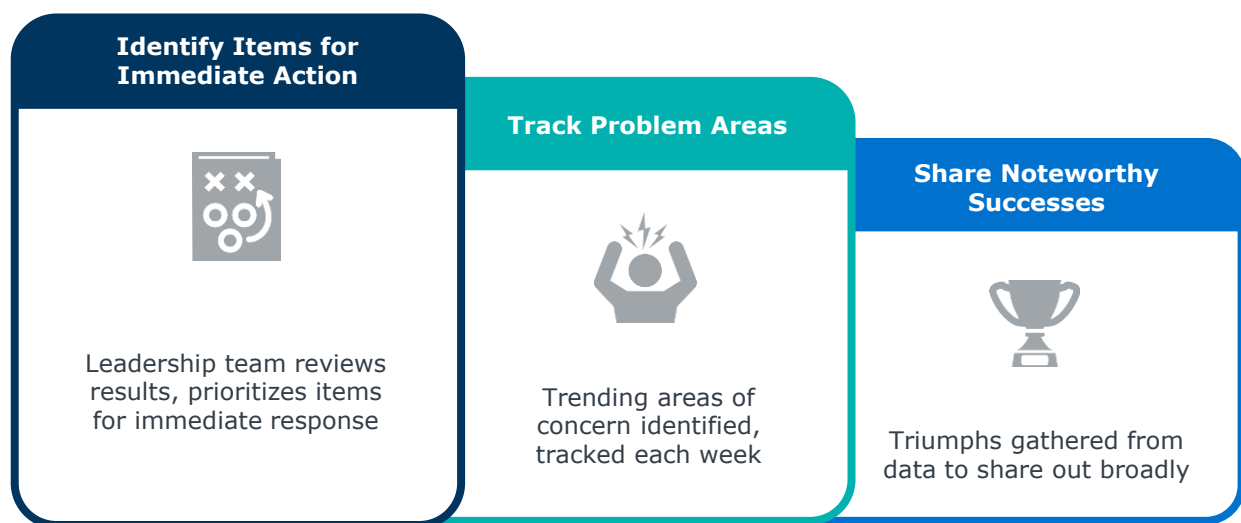 Identify Items for
Immediate Action
Leadership team reviews
results, prioritizes items
for immediate response
Track Problem Areas
Trending areas of
concern identified,
tracked each week
Share Noteworthy
Successes
Triumphs gathered from
data to share out broadly